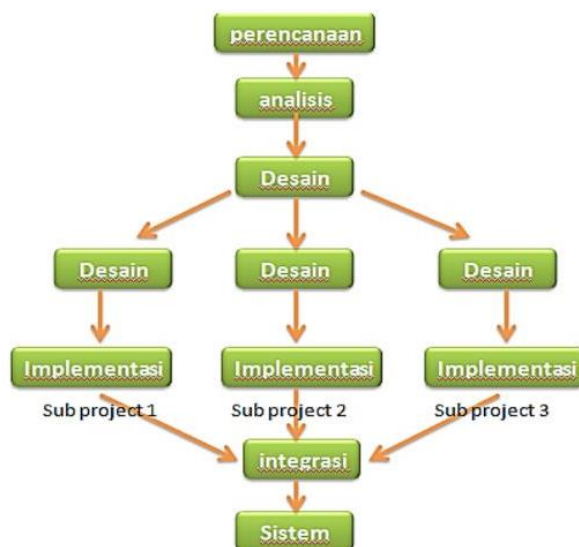 perencanaan
analisis
Desain
Desain
Desain
Desain
Implementasi
Implementasi
Implementasi
Sub project 1
Sub project 2
Sub project 3
integrasi
Sistem